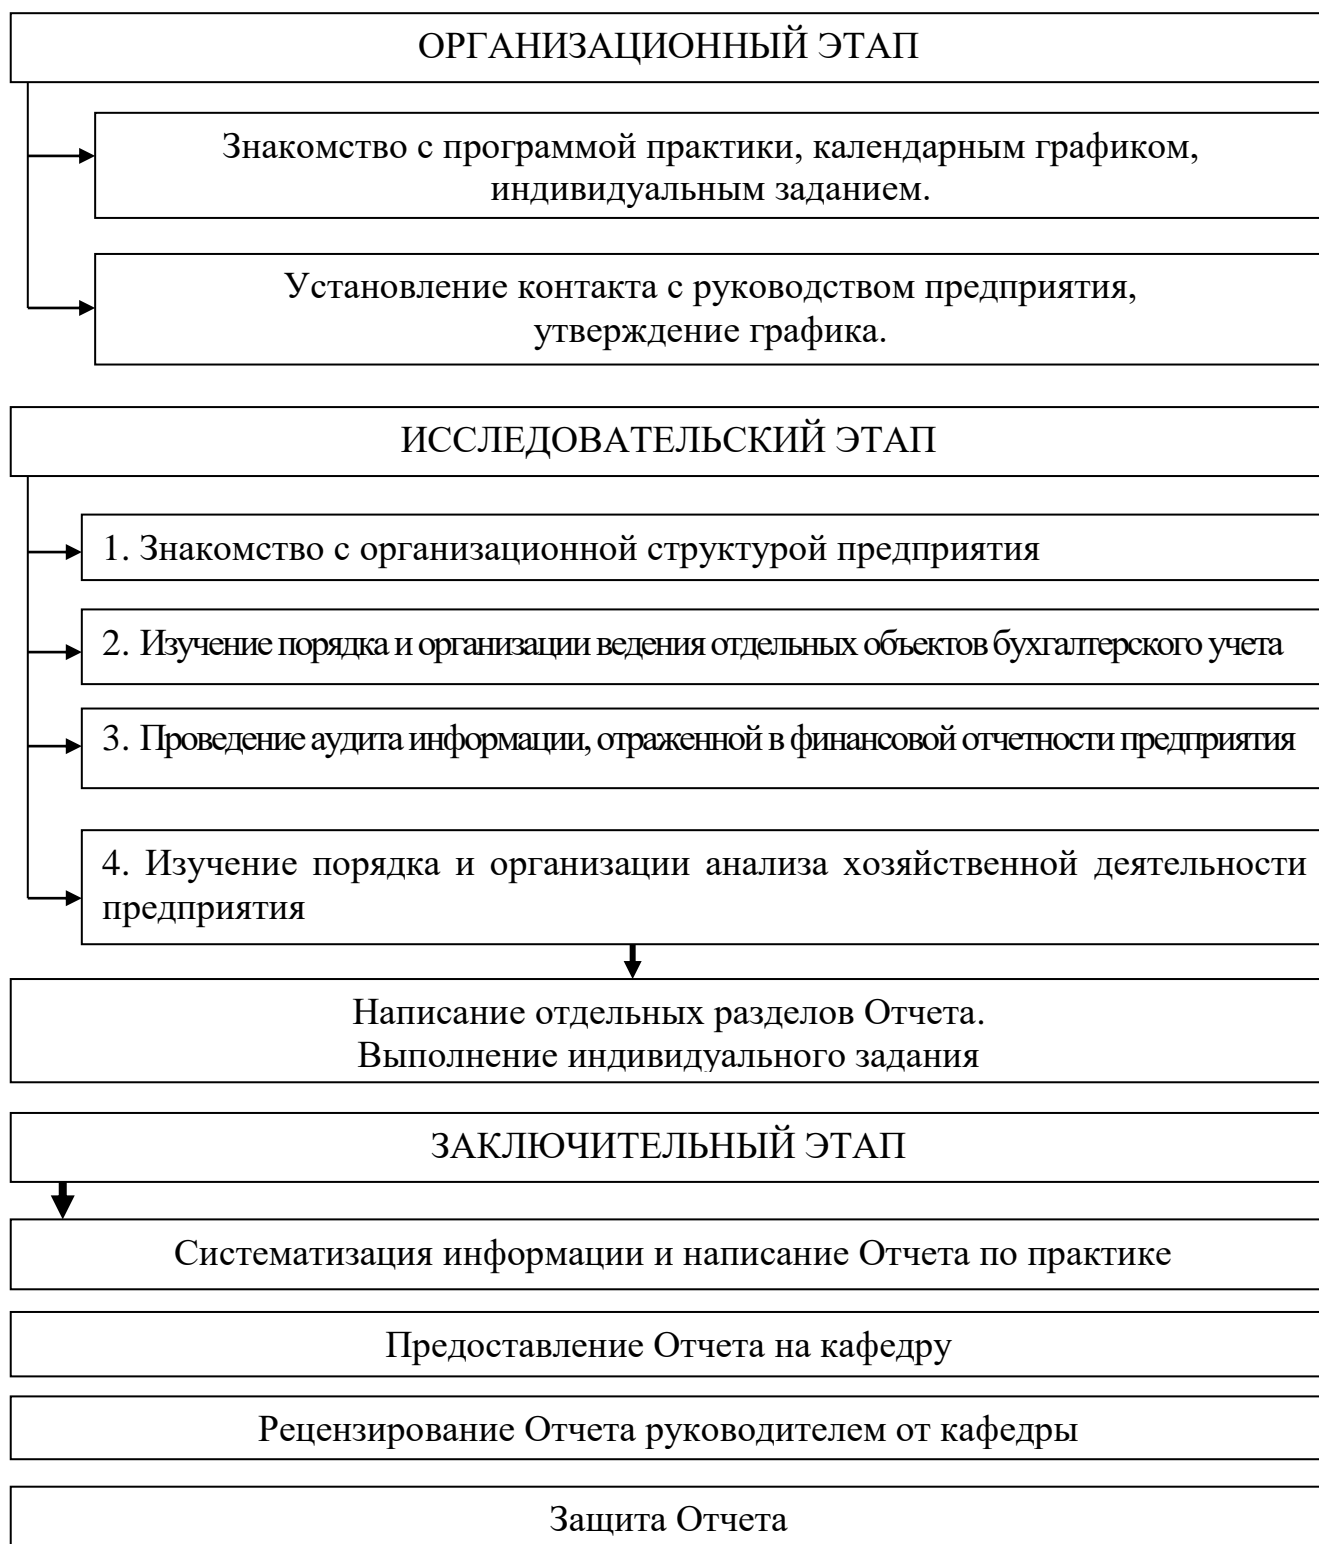 ОРГАНИЗАЦИОННЫЙ ЭТАП
Знакомство с программой практики, календарным графиком,
индивидуальным заданием.
Установление контакта с руководством предприятия,
утверждение графика.
ИССЛЕДОВАТЕЛЬСКИЙ ЭТАП
1. Знакомство с организационной структурой предприятия
2. Изучение порядка и организации ведения отдельных объектов бухгалтерского учета
3. Проведение аудита информации, отраженной в финансовой отчетности предприятия
4. Изучение порядка и организации анализа хозяйственной деятельности
предприятия
Написание отдельных разделов Отчета.
Выполнение индивидуального задания
ЗАКЛЮЧИТЕЛЬНЫЙ ЭТАП
Систематизация информации и написание Отчета по практике
Предоставление Отчета на кафедру
Рецензирование Отчета руководителем от кафедры
Защита Отчета